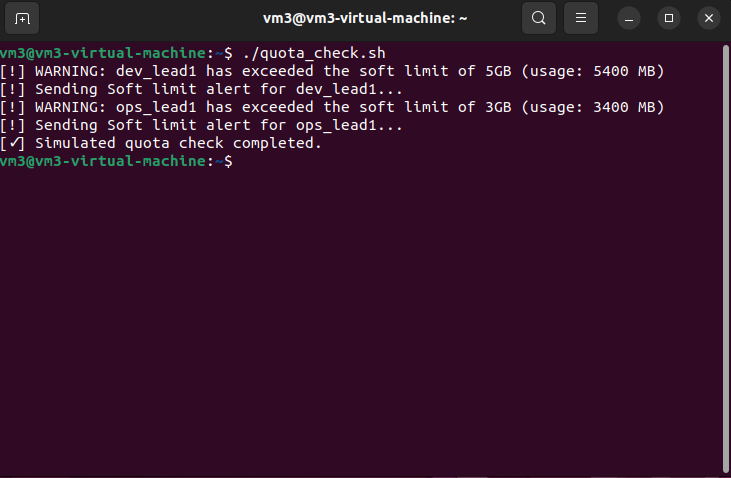 vm3@vm3-virtual-machine: ~
vm3@vm3-virtual-machine:~$ ./quota_check.sh
[!] WARNING: dev_lead1 has exceeded the soft limit of 5GB (usage: 5400 MB)
[!] Sending Soft limit alert for dev_lead1...
[!] WARNING: ops_lead1 has exceeded the soft limit of 3GB (usage: 3400 MB)
[!] Sending Soft limit alert for ops_lead1...
[✓] Simulated quota check completed.
vm3@vm3-virtual-machine:~$